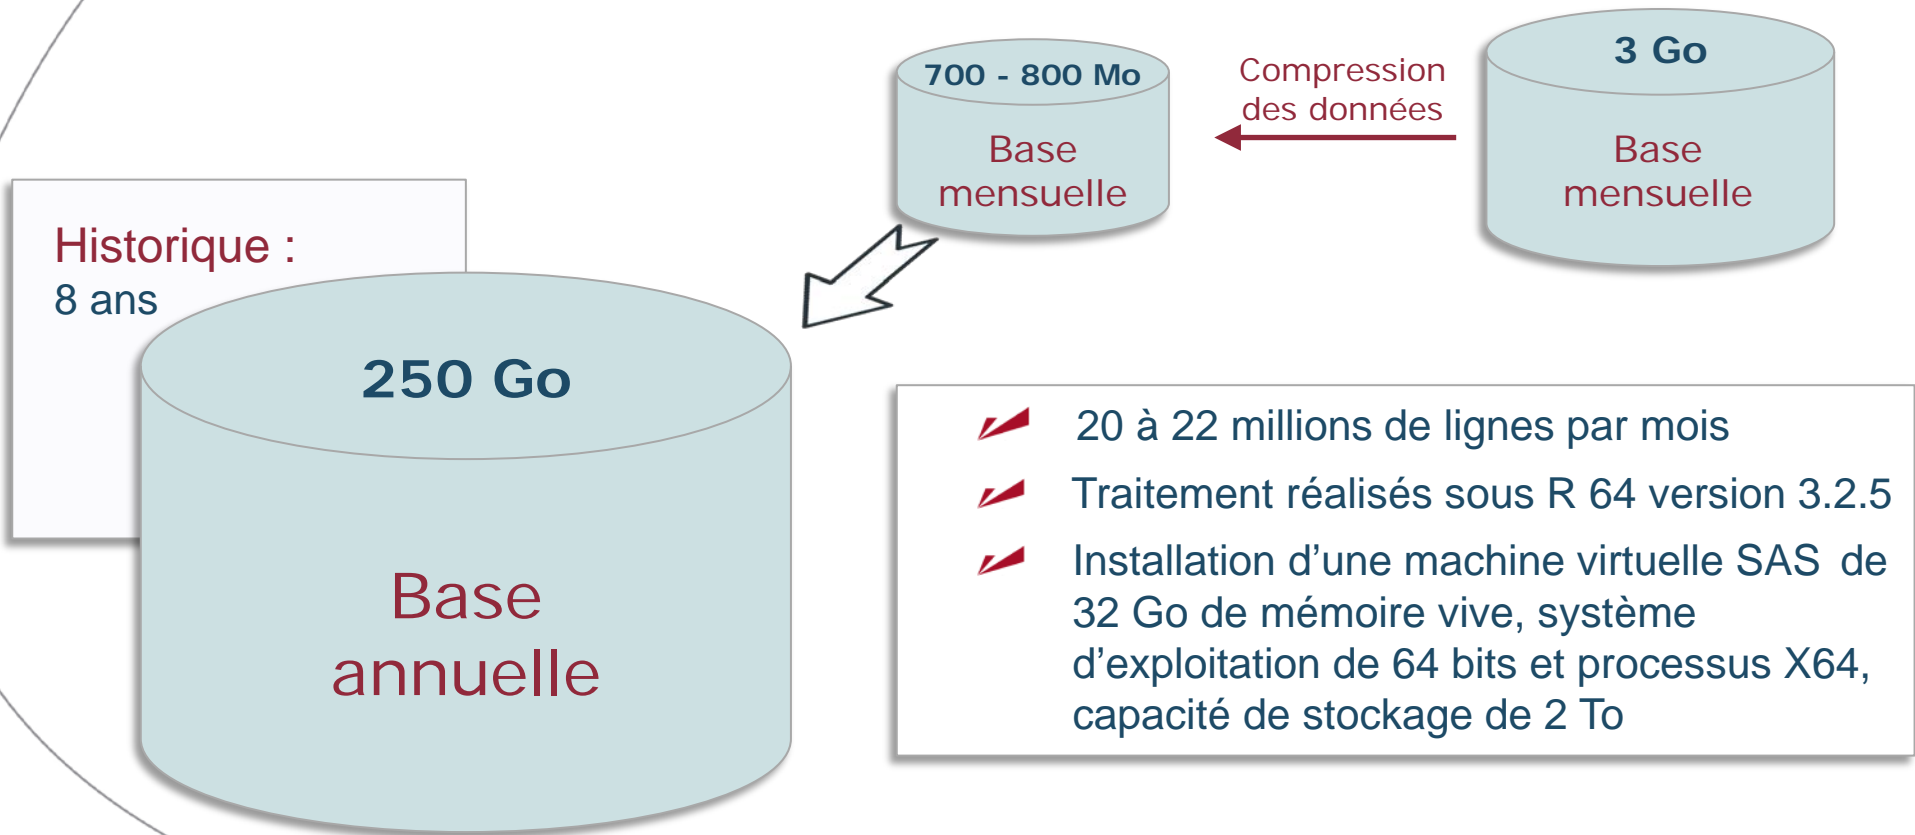 700 - 800 Mo
Base
mensuelle
Compression
des données
3 Go
Base
mensuelle
Historique :
8 ans
250 Go
Base
annuelle
20 à 22 millions de lignes par mois
Traitement réalisés sous R 64 version 3.2.5
Installation d’une machine virtuelle SAS de
32 Go de mémoire vive, système
d’exploitation de 64 bits et processus X64,
capacité de stockage de 2 To